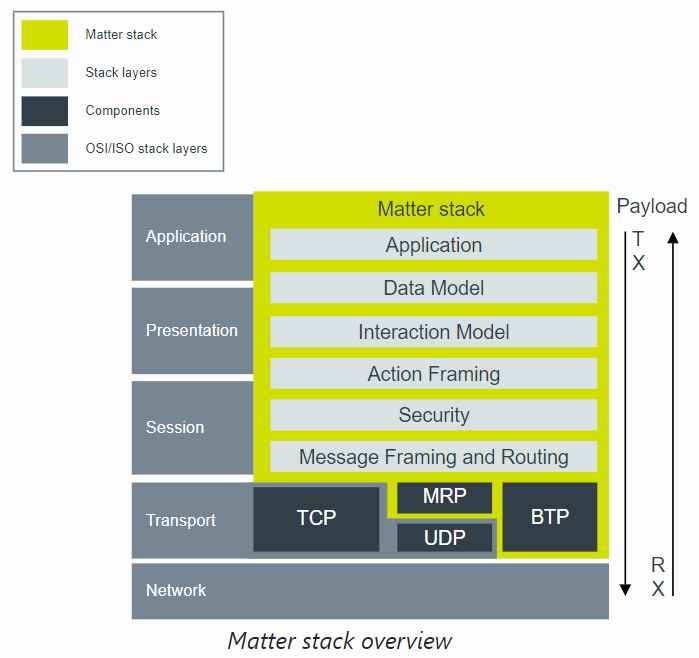 Matter stack
Stack layers
Components
OSI/ISO stack layers
Payload
T
X
Matter stack
Application
Application
Data Model
Presentation
Interaction Model
Action Framing
Session
Security
Message Framing and Routing
Transport
TCP
MRP
UDP
BTP
R
X
Network
Matter stack overview